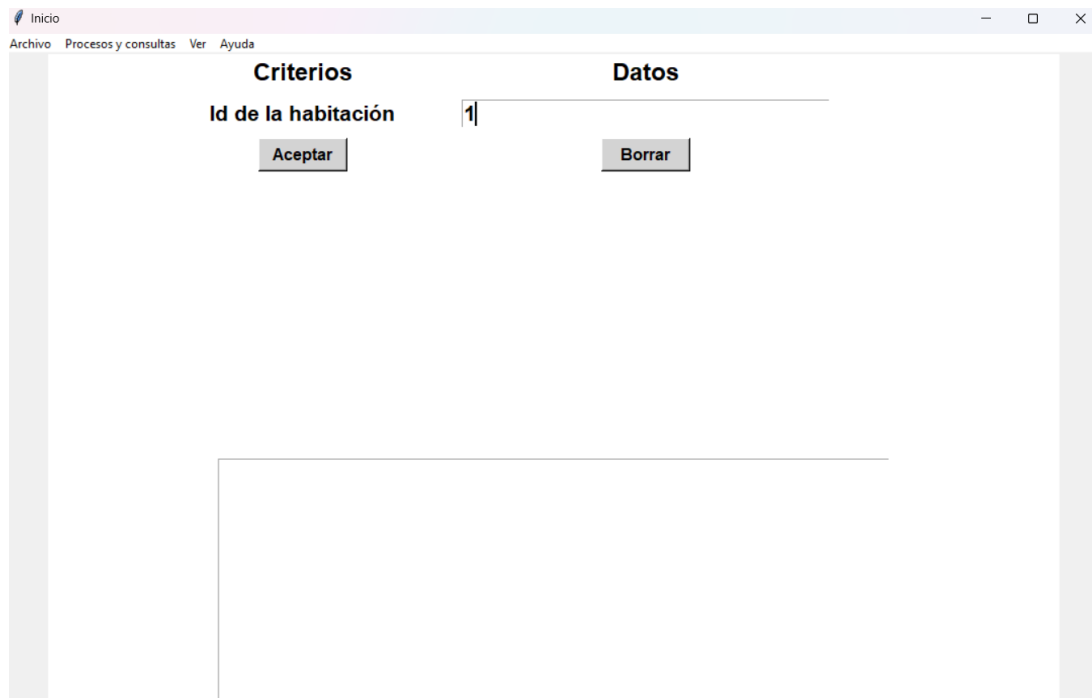 Inicio
Archivo Procesos y consultas Ver Ayuda
Criterios Datos
Id de la habitación 1
Aceptar Borrar